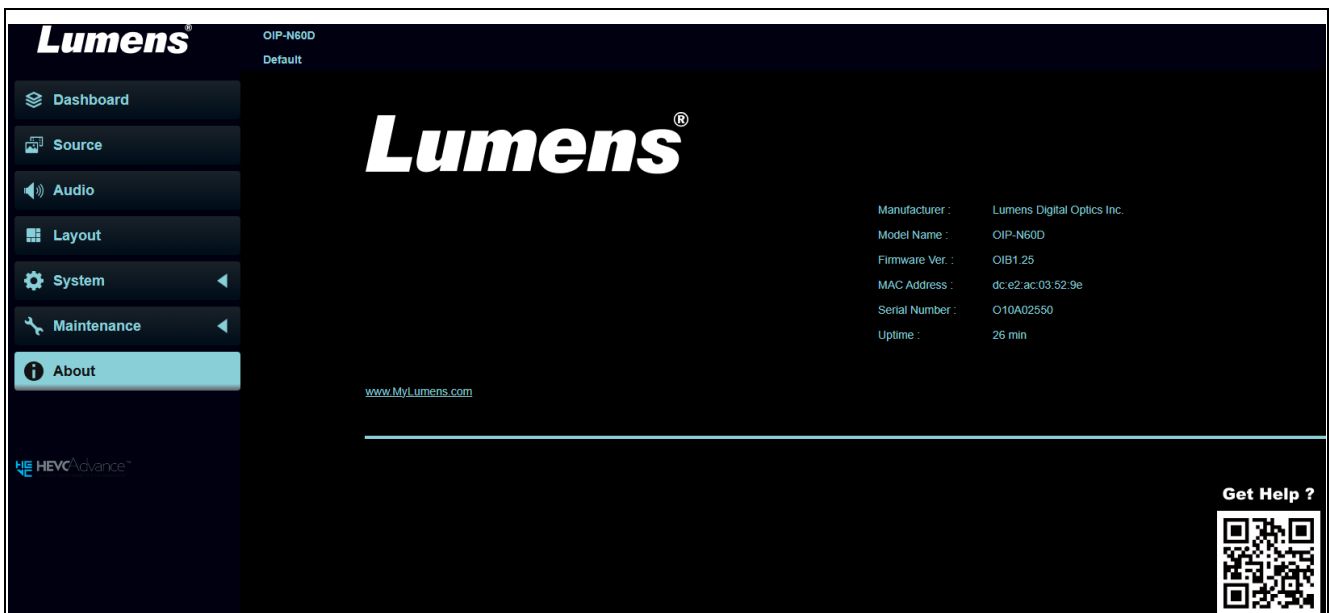 Lumens®
OIP-N60D
Default
Dashboard
Source
Audio
Layout
System
Maintenance
About
HEVCAdvance™
Lumens®
Manufacturer : Lumens Digital Optics Inc.
Model Name : OIP-N60D
Firmware Ver. : OIB1.25
MAC Address : dc:e2:ac:03:52:9e
Serial Number : O10A02550
Uptime : 26 min
www.MyLumens.com
Get Help ?